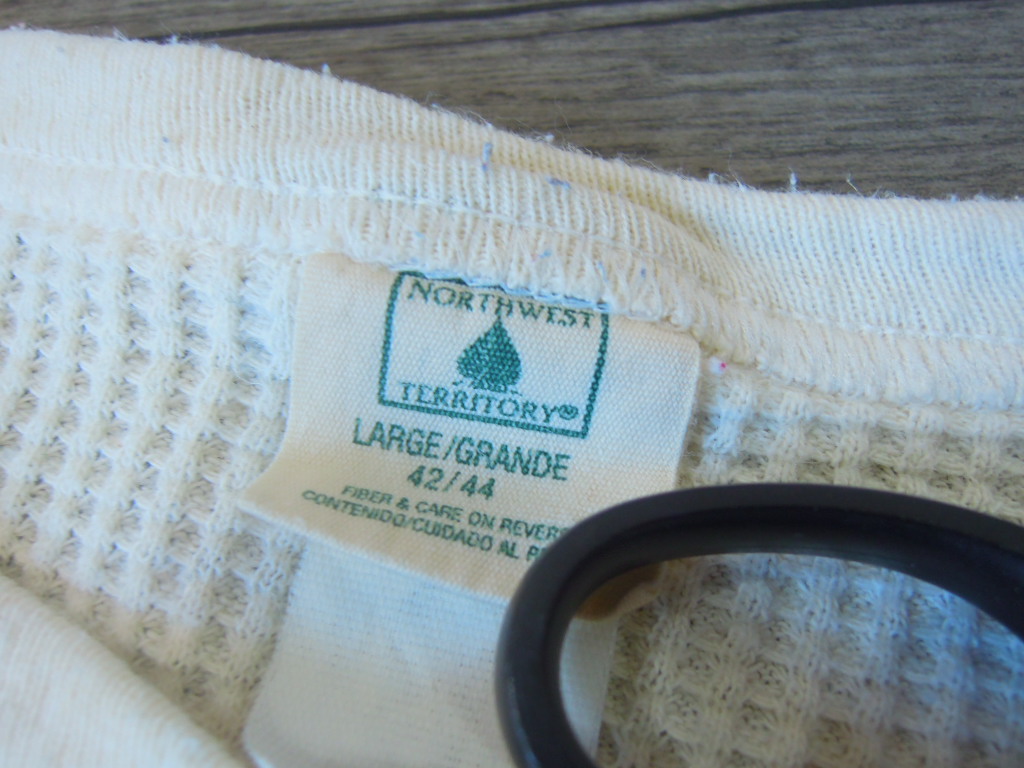 NORTHWEST
TERRITORY®
LARGE/GRANDE
42/44
FIBER & CARE ON
CONTENIDO/CUIDADO AL